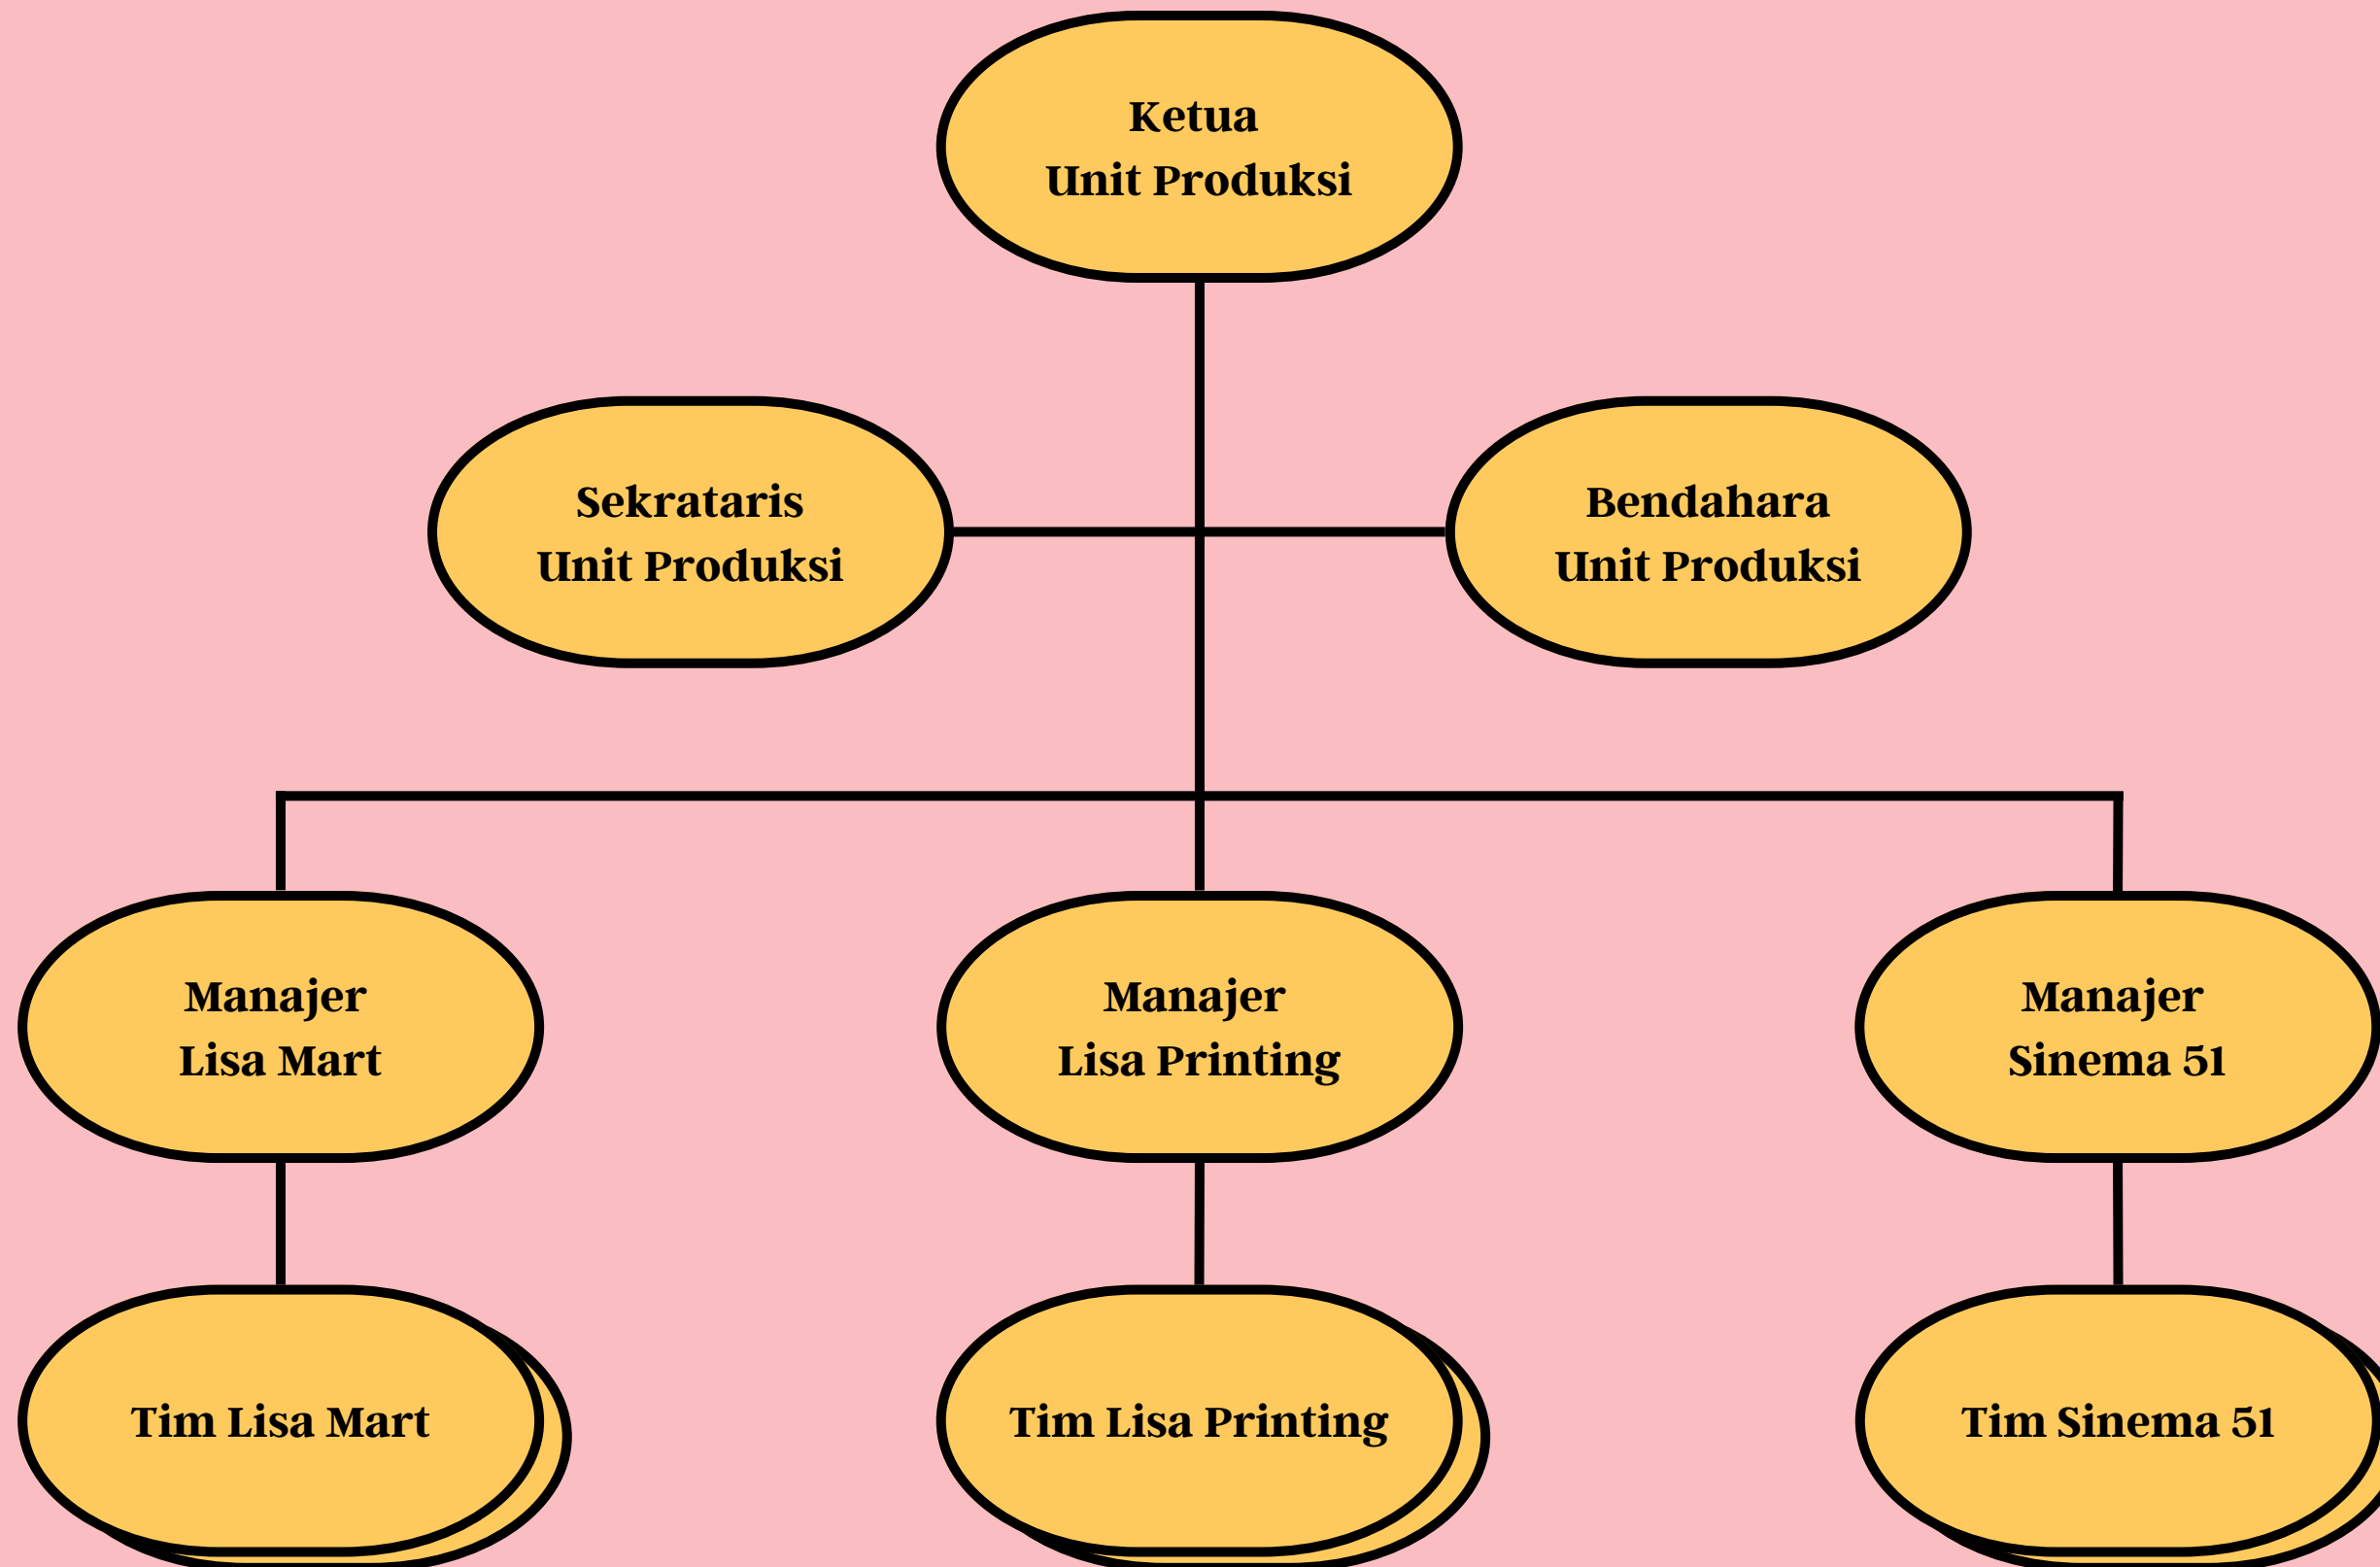 Ketua
Unit Produksi
Sekrataris
Unit Produksi
Bendahara
Unit Produksi
Manajer
Lisa Mart
Manajer
Lisa Printing
Manajer
Sinema 51
Tim Lisa Mart
Tim Lisa Printing
Tim Sinema 51